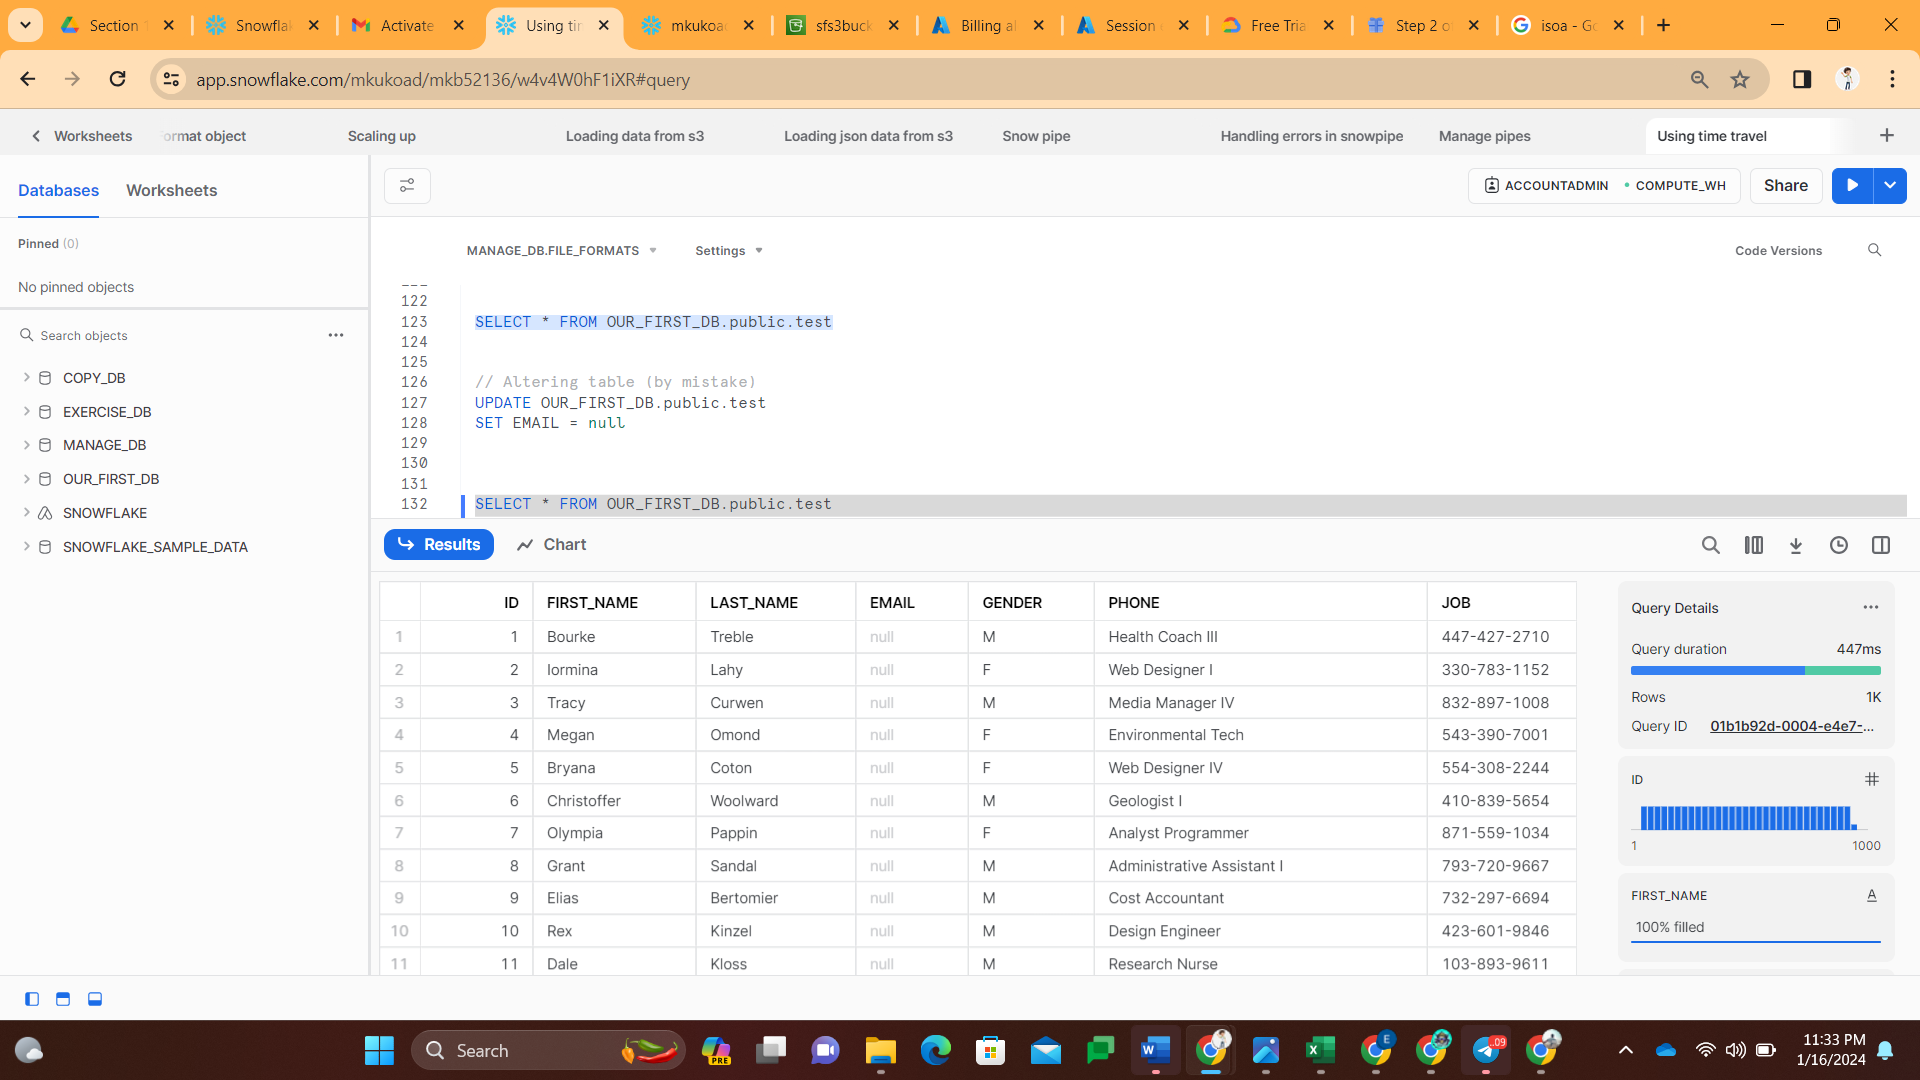 Section
Snowflak
Activate
Using tin
mkukoad
sfs3buck
Billing al
Session
Free Tria
Step 2 o
isoa - Go
app.snowflake.com/mkukoad/mkb52136/w4v4W0hF1iXR#query
Worksheets
ormat object
Scaling up
Loading data from s3
Loading json data from s3
Snow pipe
Handling errors in snowpipe
Manage pipes
Using time travel
Databases
Worksheets
ACCOUNTADMIN • COMPUTE_WH
Share
Pinned (0)
No pinned objects
MANAGE_DB.FILE_FORMATS
Settings
Code Versions
Search objects
COPY_DB
EXERCISE_DB
MANAGE_DB
OUR_FIRST_DB
SNOWFLAKE
SNOWFLAKE_SAMPLE_DATA
122
123 SELECT * FROM OUR_FIRST_DB.public.test
124
125
126 // Altering table (by mistake)
127 UPDATE OUR_FIRST_DB.public.test
128 SET EMAIL = null
129
130
131
132 SELECT * FROM OUR_FIRST_DB.public.test
Results
Chart
ID FIRST_NAME LAST_NAME EMAIL GENDER PHONE JOB
1 1 Bourke Treble null M Health Coach III 447-427-2710
2 2 Iormina Lahy null F Web Designer I 330-783-1152
3 3 Tracy Curwen null M Media Manager IV 832-897-1008
4 4 Megan Omond null F Environmental Tech 543-390-7001
5 5 Bryana Coton null F Web Designer IV 554-308-2244
6 6 Christoffer Woolward null M Geologist I 410-839-5654
7 7 Olympia Pappin null F Analyst Programmer 871-559-1034
8 8 Grant Sandal null M Administrative Assistant I 793-720-9667
9 9 Elias Bertomier null M Cost Accountant 732-297-6694
10 10 Rex Kinzel null M Design Engineer 423-601-9846
11 11 Dale Kloss null M Research Nurse 103-893-9611
Query Details
Query duration 447ms
Rows 1K
Query ID 01b1b92d-0004-e4e7-...
ID
1 1000
FIRST_NAME
100% filled
Search
PRE
.09
11:33 PM
1/16/2024